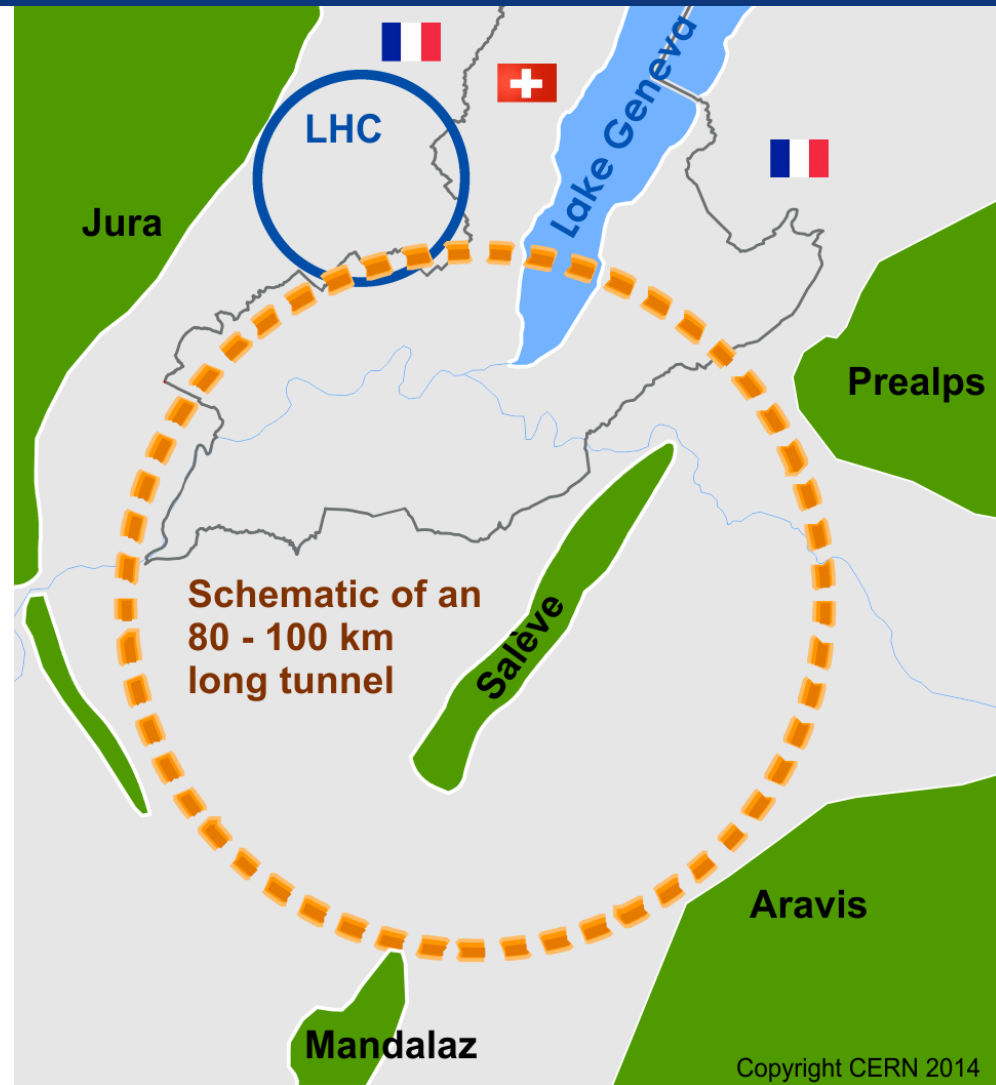 LHC
Lake Geneva
Jura
Prealps
Schematic of an
80 - 100 km
long tunnel
Salève
Aravis
Mandalaz
Copyright CERN 2014